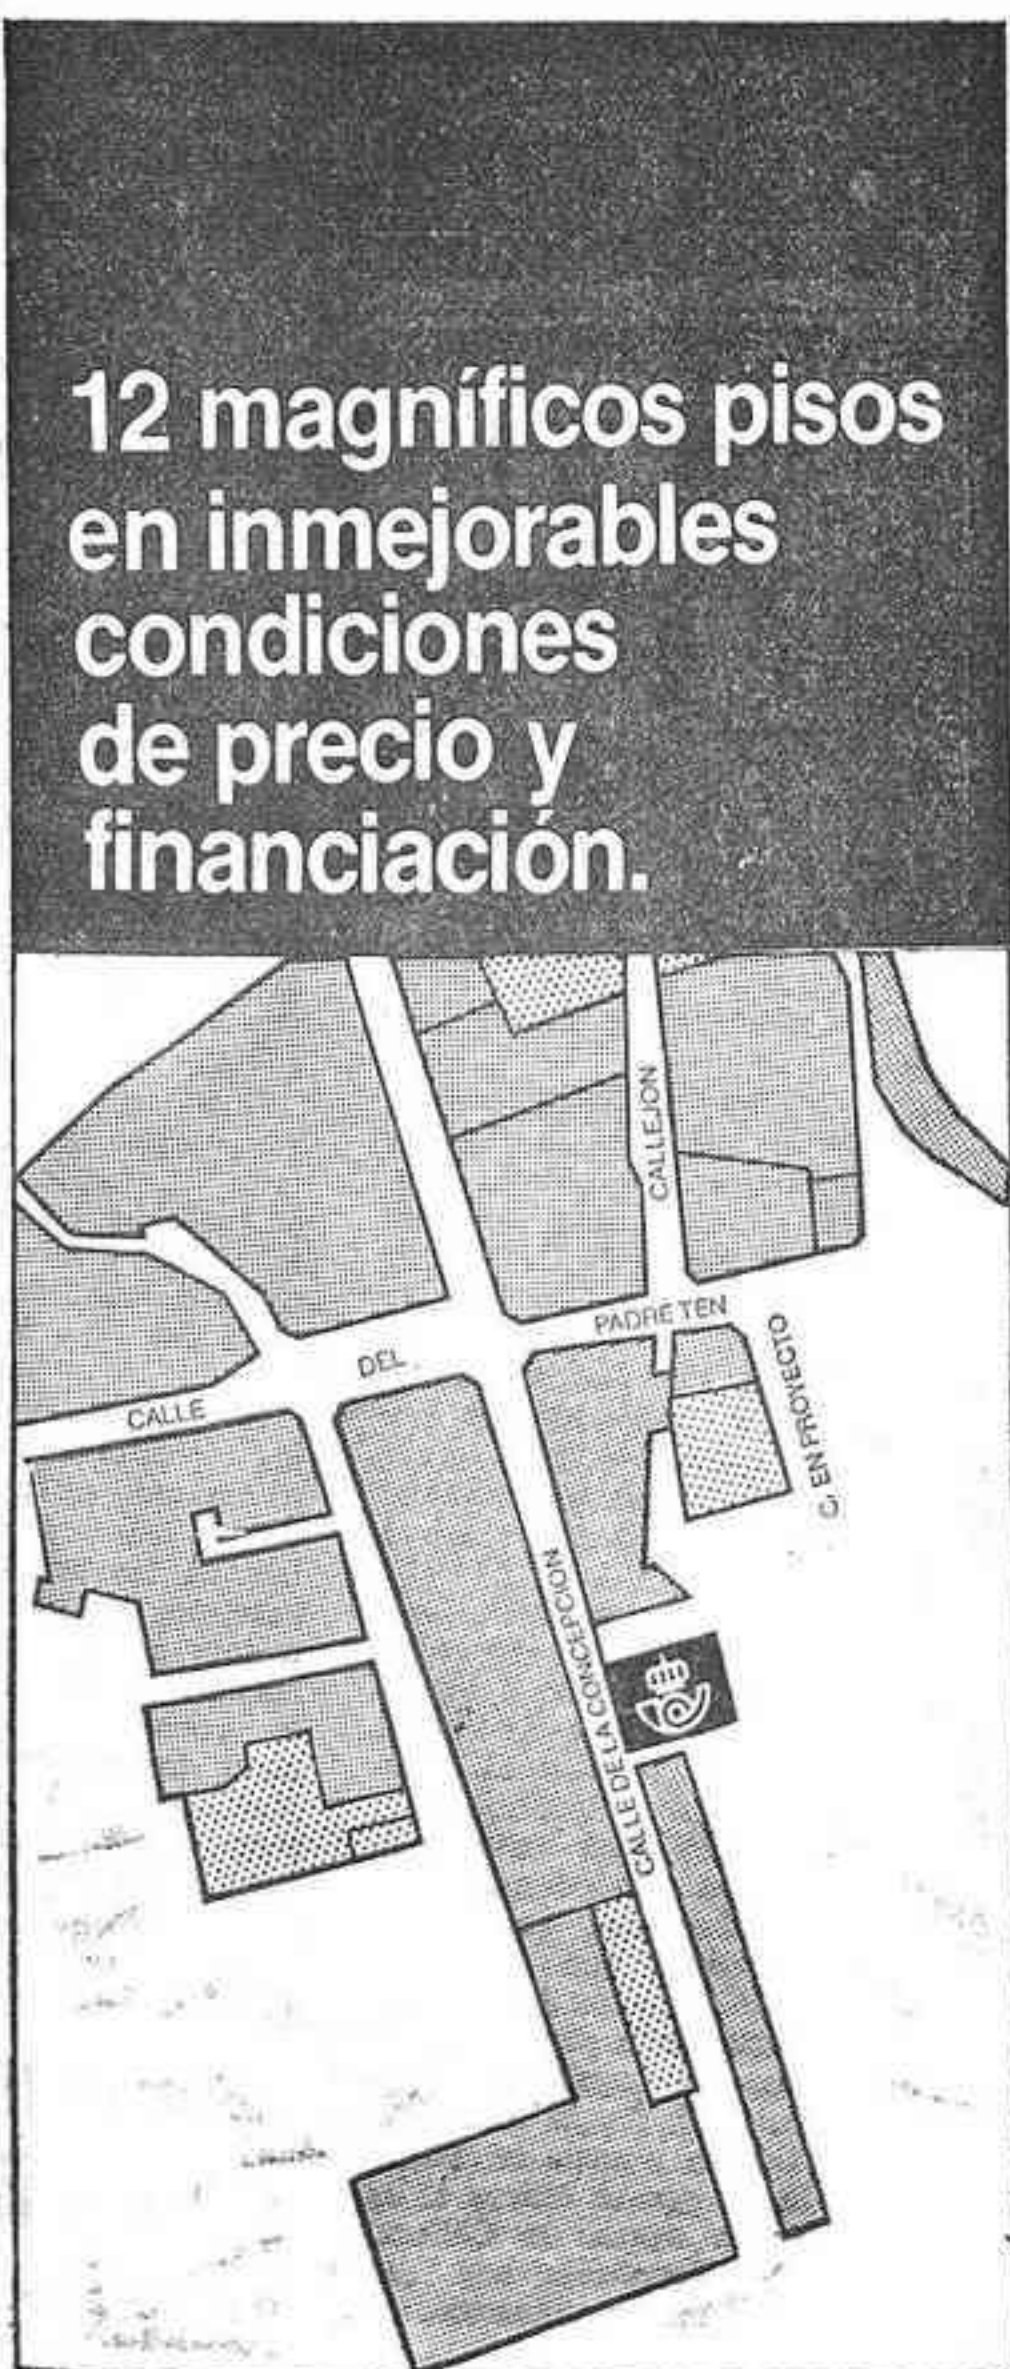 12 magníficos pisos
en inmejorables
condiciones
de precio y
financiación.
CALLEJON
CALLE DEL PADRE TEN
C. EN PROYECTO
CALLE DE LA CONCEPCION